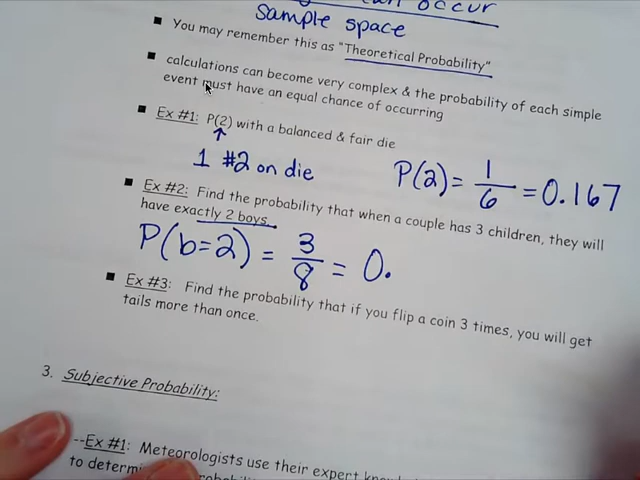 can occur
sample space
You may remember this as "Theoretical Probability"
calculations can become very complex & the probability of each simple
event must have an equal chance of occurring
Ex #1: P(2) with a balanced & fair die
1 #2 on die
P(2) = 1/6 = 0.167
Ex #2: Find the probability that when a couple has 3 children, they will
have exactly 2 boys.
P(b=2) = 3/8 = 0.
Ex #3: Find the probability that if you flip a coin 3 times, you will get
tails more than once.
3. Subjective Probability:
--Ex #1: Meteorologists use their expert
to